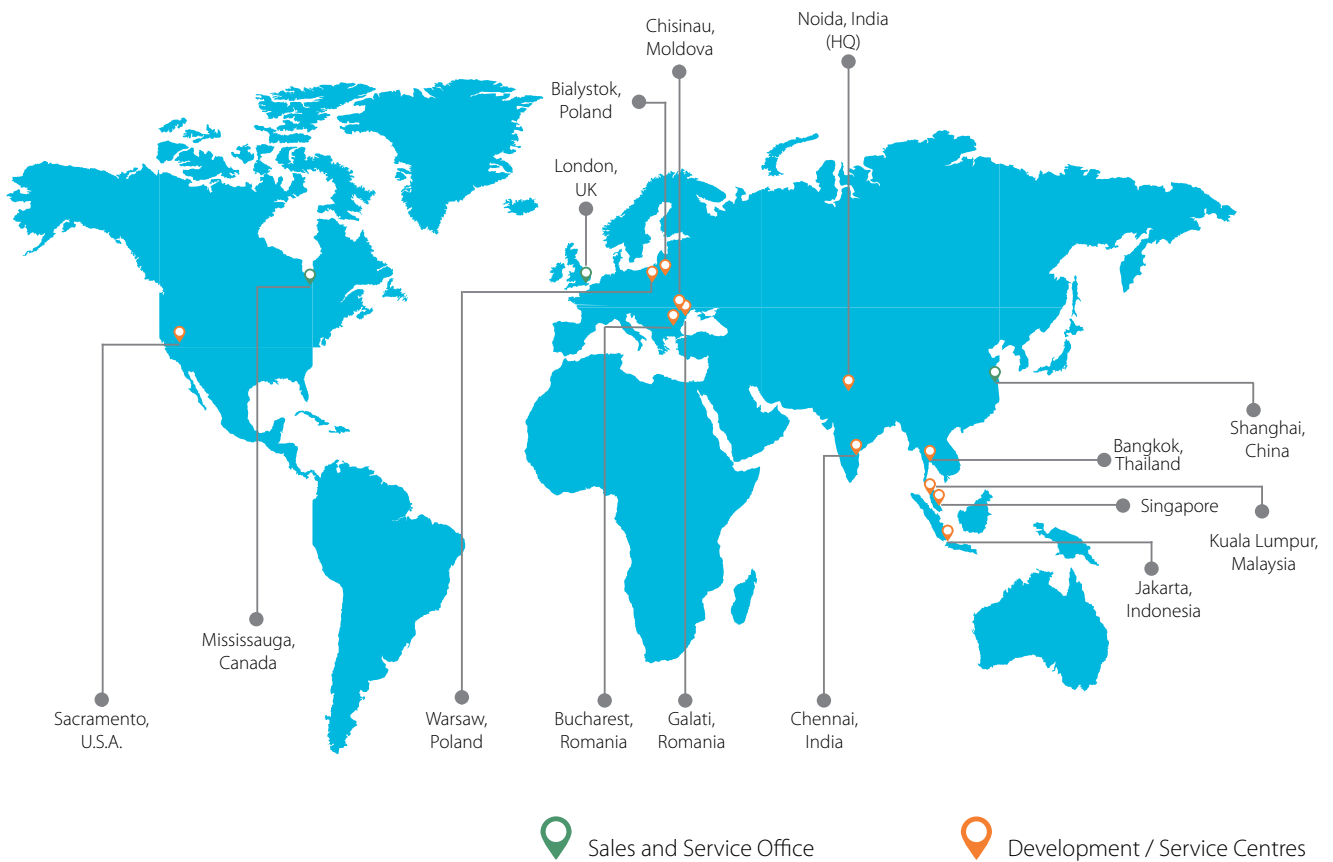 Noida, India
(HQ)
Chisinau,
Moldova
Bialystok,
Poland
London,
UK
Shanghai,
China
Bangkok,
Thailand
Singapore
Kuala Lumpur,
Malaysia
Jakarta,
Indonesia
Mississauga,
Canada
Sacramento,
U.S.A.
Warsaw,
Poland
Bucharest,
Romania
Galati,
Romania
Chennai,
India
Sales and Service Office
Development / Service Centres